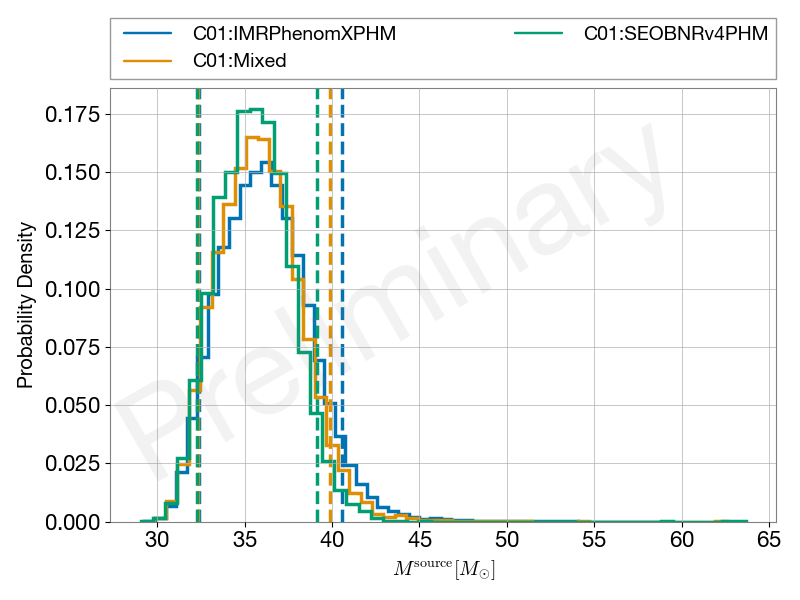 C01:IMRPhenomXPHM
C01:Mixed
C01:SEOBNRv4PHM
0.175
0.150
0.125
0.100
0.075
0.050
0.025
0.000
Probability Density
Preliminary
30 35 40 45 50 55 60 65
M^source[M_⊙]